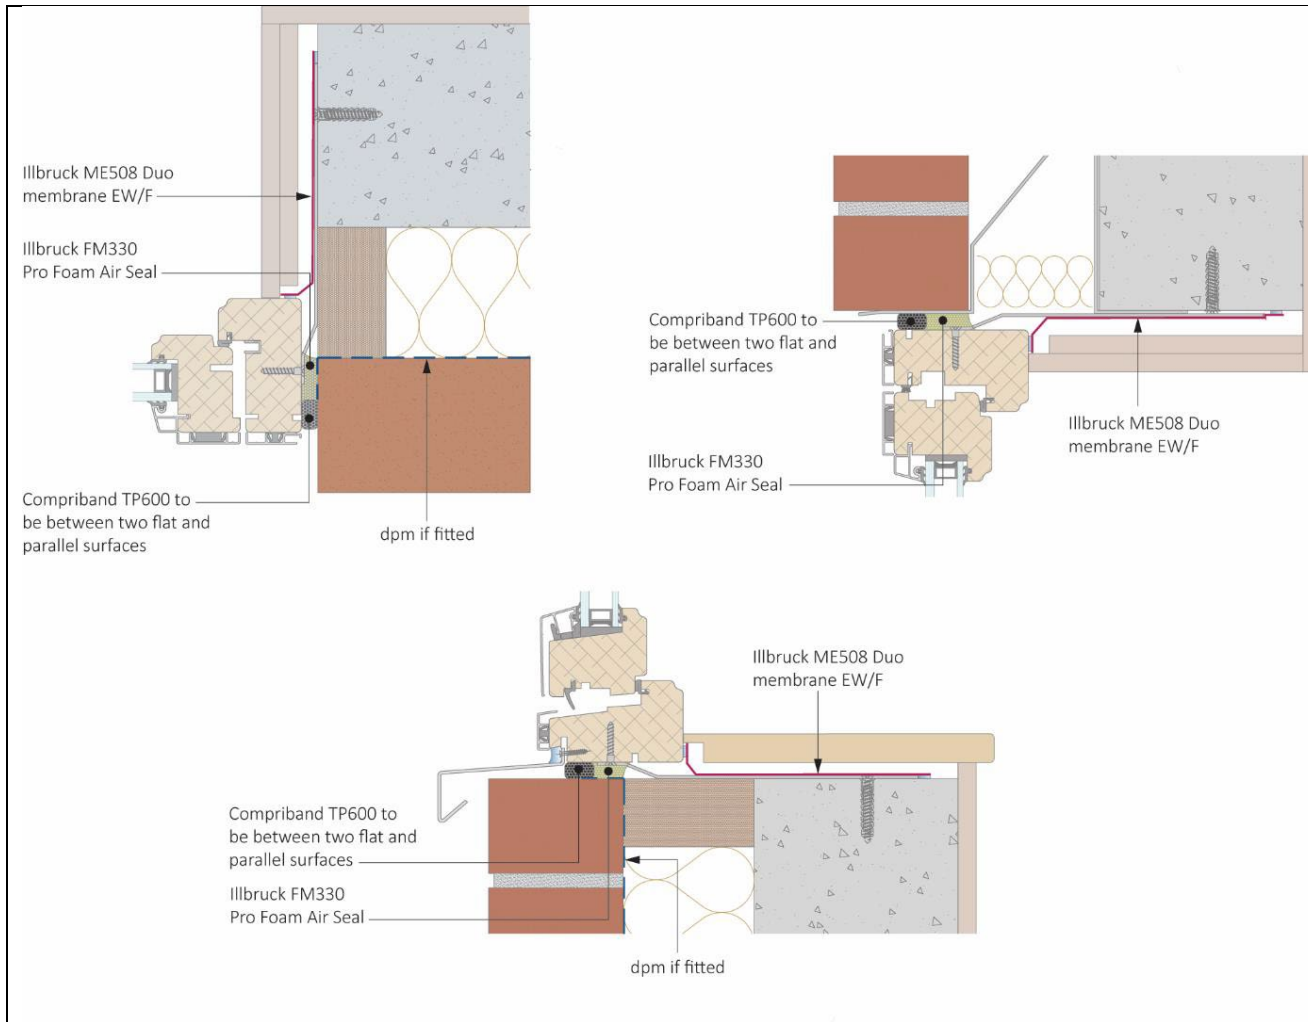 Illbruck ME508 Duo
membrane EW/F
Illbruck FM330
Pro Foam Air Seal
Compriband TP600 to
be between two flat and
parallel surfaces
dpm if fitted
Compriband TP600 to
be between two flat and
parallel surfaces
Illbruck FM330
Pro Foam Air Seal
Illbruck ME508 Duo
membrane EW/F
Illbruck ME508 Duo
membrane EW/F
Compriband TP600 to
be between two flat and
parallel surfaces
Illbruck FM330
Pro Foam Air Seal
dpm if fitted